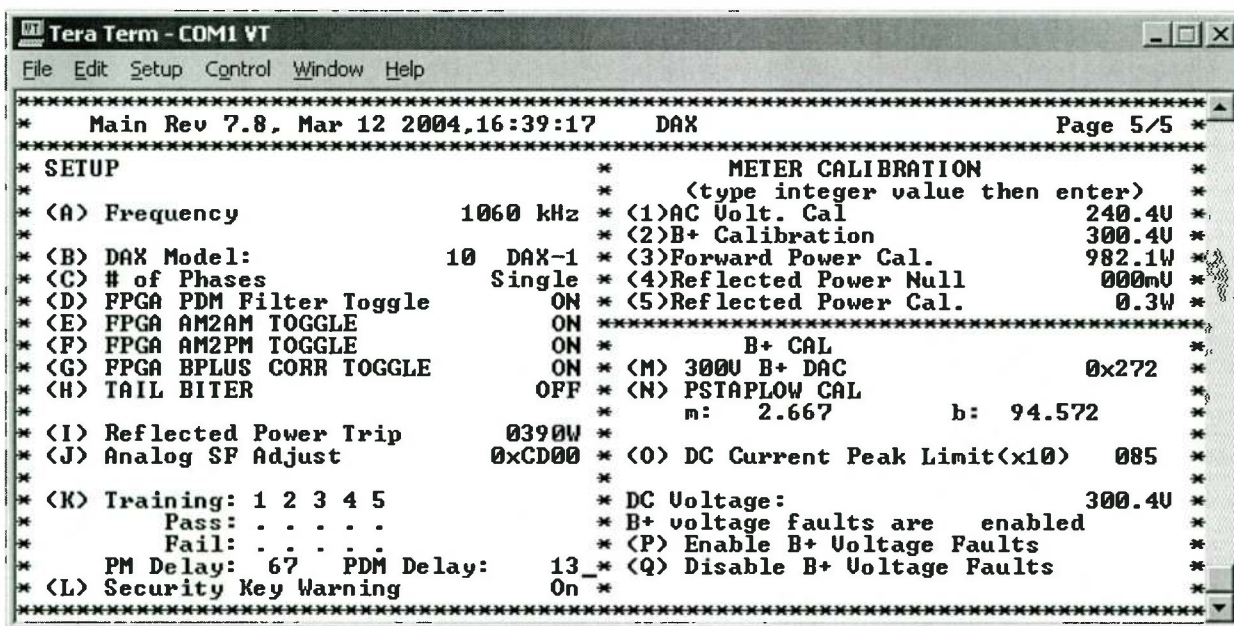 Tera Term - COM1 VT
File Edit Setup Control Window Help
************************************************************
* Main Rev 7.8, Mar 12 2004,16:39:17 DAX Page 5/5 *
************************************************************
* SETUP * METER CALIBRATION *
* * (type integer value then enter) *
* (A) Frequency 1060 kHz * (1)AC Volt. Cal 240.4V *
* * (2)B+ Calibration 300.4V *
* (B) DAX Model: 10 DAX-1 * (3)Forward Power Cal. 982.1W *
* (C) # of Phases Single * (4)Reflected Power Null 000mV *
* (D) FPGA PDM Filter Toggle ON * (5)Reflected Power Cal. 0.3W *
* (E) FPGA AM2AM TOGGLE ON ******************************
* (F) FPGA AM2PM TOGGLE ON * B+ CAL *
* (G) FPGA BPLUS CORR TOGGLE ON * (M) 300V B+ DAC 0x272 *
* (H) TAIL BITER OFF * (N) PSTAPLOW CAL *
* * m: 2.667 b: 94.572 *
* (I) Reflected Power Trip 0390W * *
* (J) Analog SF Adjust 0xCD00 * (O) DC Current Peak Limit(x10) 085 *
* * *
* (K) Training: 1 2 3 4 5 * DC Voltage: 300.4V *
* Pass: . . . . . * B+ voltage faults are enabled *
* Fail: . . . . . * (P) Enable B+ Voltage Faults *
* PM Delay: 67 PDM Delay: 13_* (Q) Disable B+ Voltage Faults *
* (L) Security Key Warning On * *
************************************************************